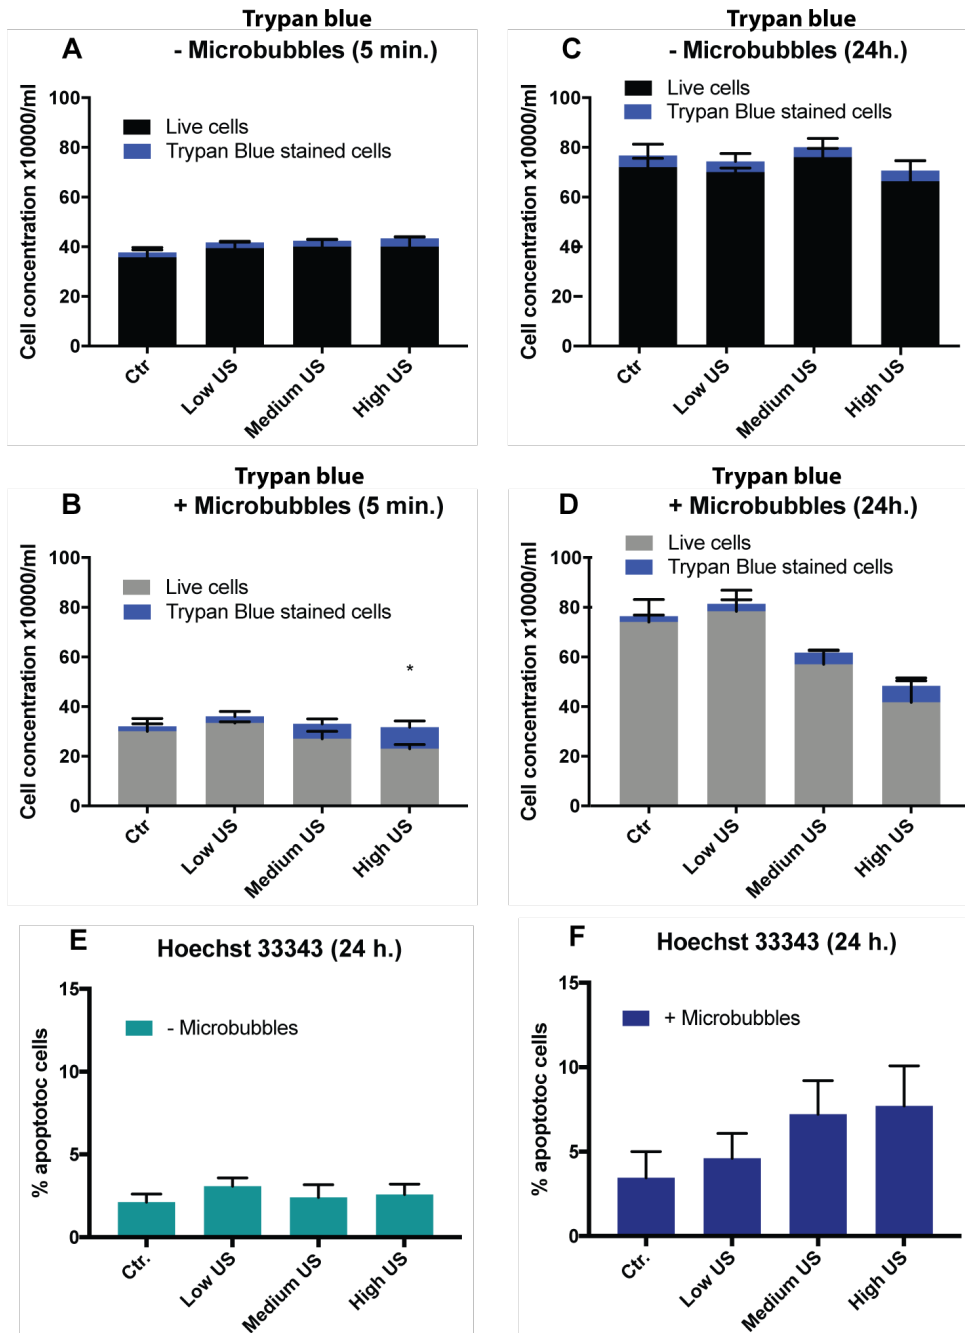 Trypan blue
A - Microbubbles (5 min.)
Cell concentration x10000/ml
100
80
60
40
20
0
Live cells
Trypan Blue stained cells
Ctr
Low US
Medium US
High US
Trypan blue
C - Microbubbles (24h.)
Cell concentration x10000/ml
100
80
60
40
20
0
Live cells
Trypan Blue stained cells
Ctr
Low US
Medium US
High US
Trypan blue
B + Microbubbles (5 min.)
Cell concentration x10000/ml
100
80
60
40
20
0
Live cells
Trypan Blue stained cells
*
Ctr
Low US
Medium US
High US
Trypan blue
D + Microbubbles (24h.)
Cell concentration x10000/ml
100
80
60
40
20
0
Live cells
Trypan Blue stained cells
Ctr
Low US
Medium US
High US
E
Hoechst 33343 (24 h.)
% apoptotoc cells
15
10
5
0
- Microbubbles
Ctr.
Low US
Medium US
High US
F
Hoechst 33343 (24 h.)
% apoptotoc cells
15
10
5
0
+ Microbubbles
Ctr.
Low US
Medium US
High US